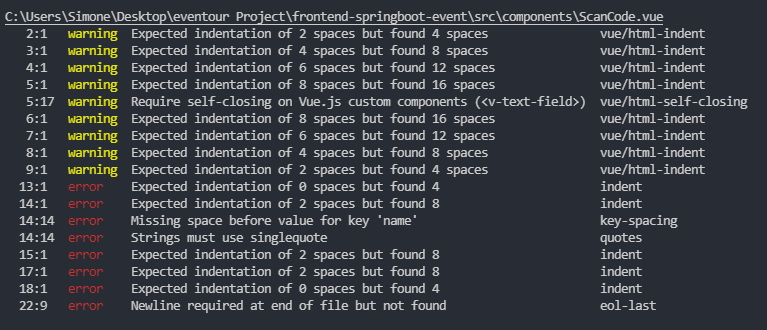 C:\Users\Simone\Desktop\eventour Project\frontend-springboot-event\src\components\ScanCode.vue
2:1 warning Expected indentation of 2 spaces but found 4 spaces vue/html-indent
3:1 warning Expected indentation of 4 spaces but found 8 spaces vue/html-indent
4:1 warning Expected indentation of 6 spaces but found 12 spaces vue/html-indent
5:1 warning Expected indentation of 8 spaces but found 16 spaces vue/html-indent
5:17 warning Require self-closing on Vue.js custom components (<v-text-field>) vue/html-self-closing
6:1 warning Expected indentation of 8 spaces but found 16 spaces vue/html-indent
7:1 warning Expected indentation of 6 spaces but found 12 spaces vue/html-indent
8:1 warning Expected indentation of 4 spaces but found 8 spaces vue/html-indent
9:1 warning Expected indentation of 2 spaces but found 4 spaces vue/html-indent
13:1 error Expected indentation of 0 spaces but found 4 indent
14:1 error Expected indentation of 2 spaces but found 8 indent
14:14 error Missing space before value for key 'name' key-spacing
14:14 error Strings must use singlequote quotes
15:1 error Expected indentation of 2 spaces but found 8 indent
17:1 error Expected indentation of 2 spaces but found 8 indent
18:1 error Expected indentation of 0 spaces but found 4 indent
22:9 error Newline required at end of file but not found eol-last